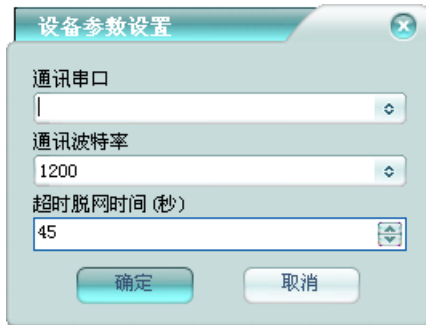 设备参数设置
通讯串口
通讯波特率
1200
超时脱网时间(秒)
45
确定 取消